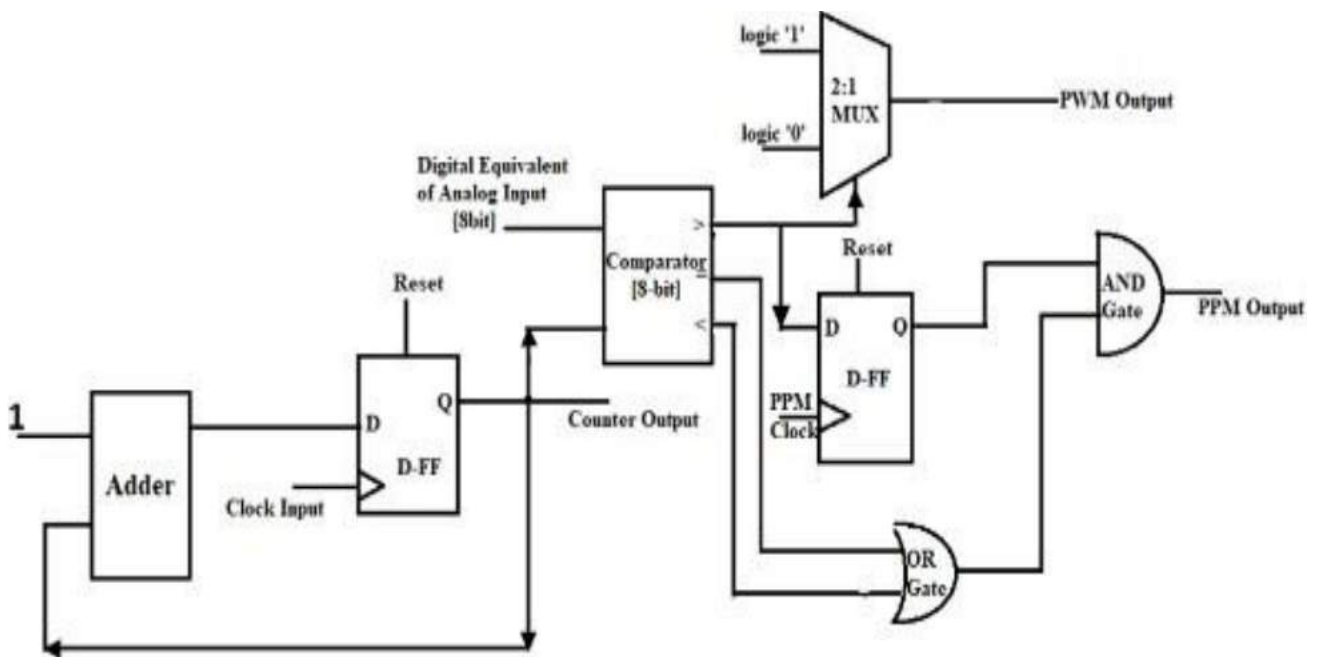 logic '1'
2:1
MUX
PWM Output
logic '0'
Digital Equivalent
of Analog Input
[8bit]
>
Reset
Comparator
=
[8-bit]
<
AND
Gate
PPM Output
Reset
D
Q
D-FF
PPM
Clock
1
Q
D
Counter Output
D-FF
Adder
Clock Input
OR
Gate